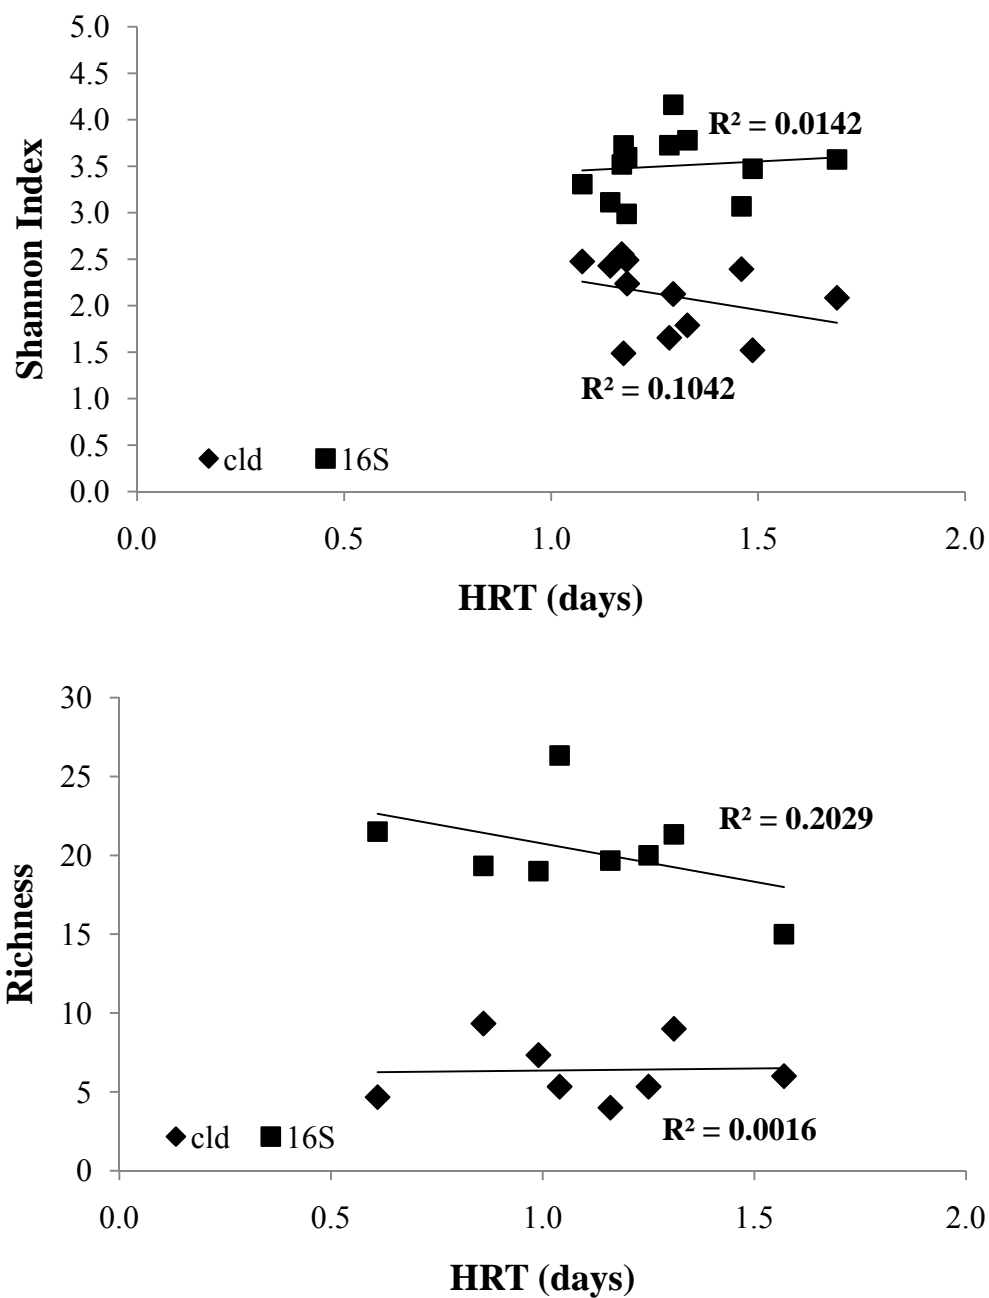 5.0
4.5
4.0
3.5
3.0
2.5
2.0
1.5
1.0
0.5
0.0
Shannon Index
R² = 0.0142
R² = 0.1042
cld 16S
0.0 0.5 1.0 1.5 2.0
HRT (days)
30
25
20
15
10
5
0
Richness
R² = 0.2029
R² = 0.0016
cld 16S
0.0 0.5 1.0 1.5 2.0
HRT (days)